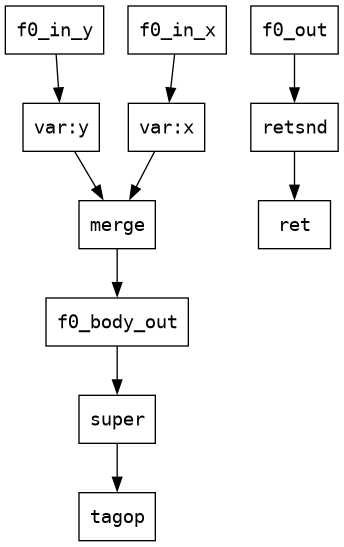 f0_in_y
f0_in_x
f0_out
var:y
var:x
retsnd
merge
ret
f0_body_out
super
tagop